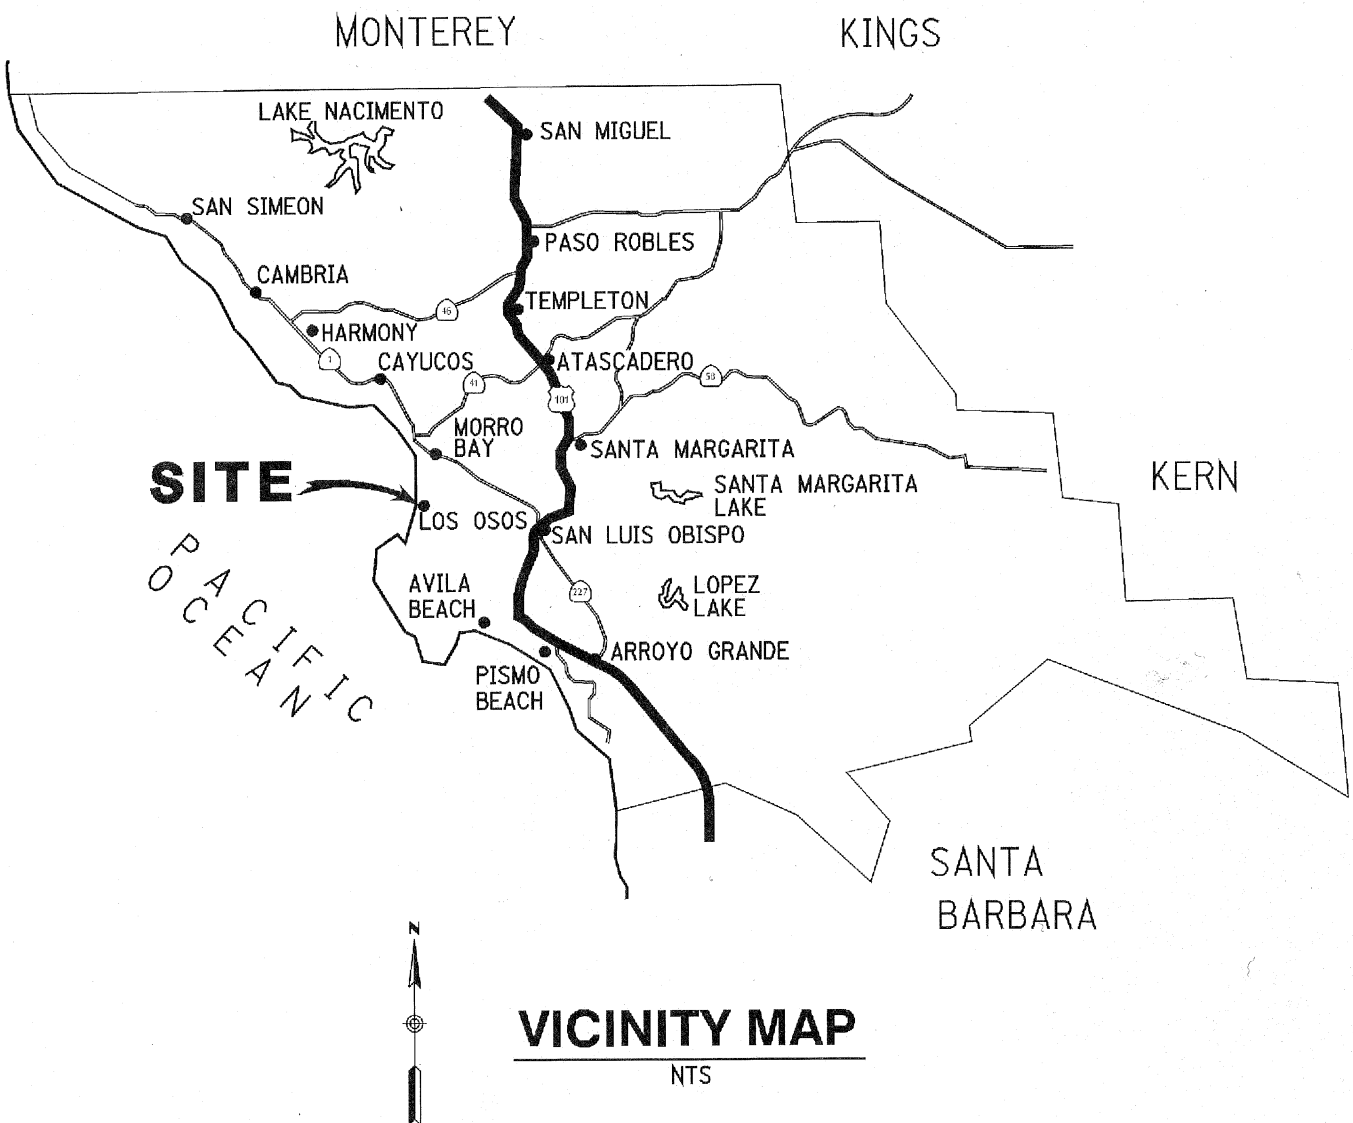 MONTEREY
KINGS
LAKE NACIMENTO
SAN MIGUEL
SAN SIMEON
PASO ROBLES
CAMBRIA
TEMPLETON
46
HARMONY
1
CAYUCOS
ATASCADERO
41
58
101
MORRO
BAY
SANTA MARGARITA
SITE
SANTA MARGARITA
LAKE
KERN
LOS OSOS
SAN LUIS OBISPO
PACIFIC
OCEAN
AVILA
BEACH
227
LOPEZ
LAKE
ARROYO GRANDE
PISMO
BEACH
SANTA
BARBARA
N
VICINITY MAP
NTS